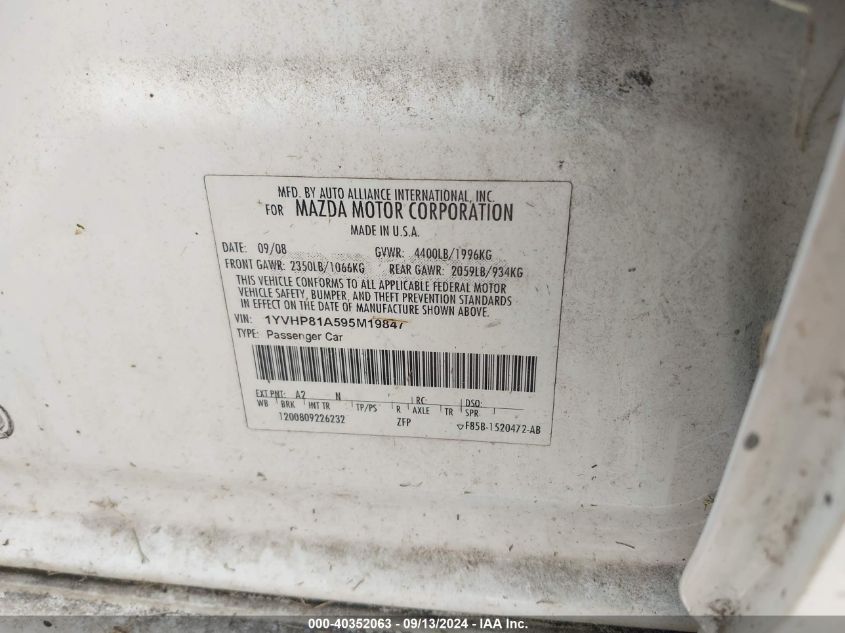 MFD. BY AUTO ALLIANCE INTERNATIONAL, INC.
FOR MAZDA MOTOR CORPORATION
MADE IN U.S.A.
DATE: 09/08 GVWR: 4400LB/1996KG
FRONT GAWR: 2350LB/1066KG REAR GAWR: 2059LB/934KG
THIS VEHICLE CONFORMS TO ALL APPLICABLE FEDERAL MOTOR
VEHICLE SAFETY, BUMPER, AND THEFT PREVENTION STANDARDS
IN EFFECT ON THE DATE OF MANUFACTURE SHOWN ABOVE.
VIN: 1YVHP81A595M19847
TYPE: Passenger Car
EXT PNT: A2 N RC: DSO:
WB BRK INT TR TP/PS R AXLE TR SPR
1200809226232 ZFP F85B-1520472-AB
000-40352063 - 09/13/2024 - © IAA Inc.